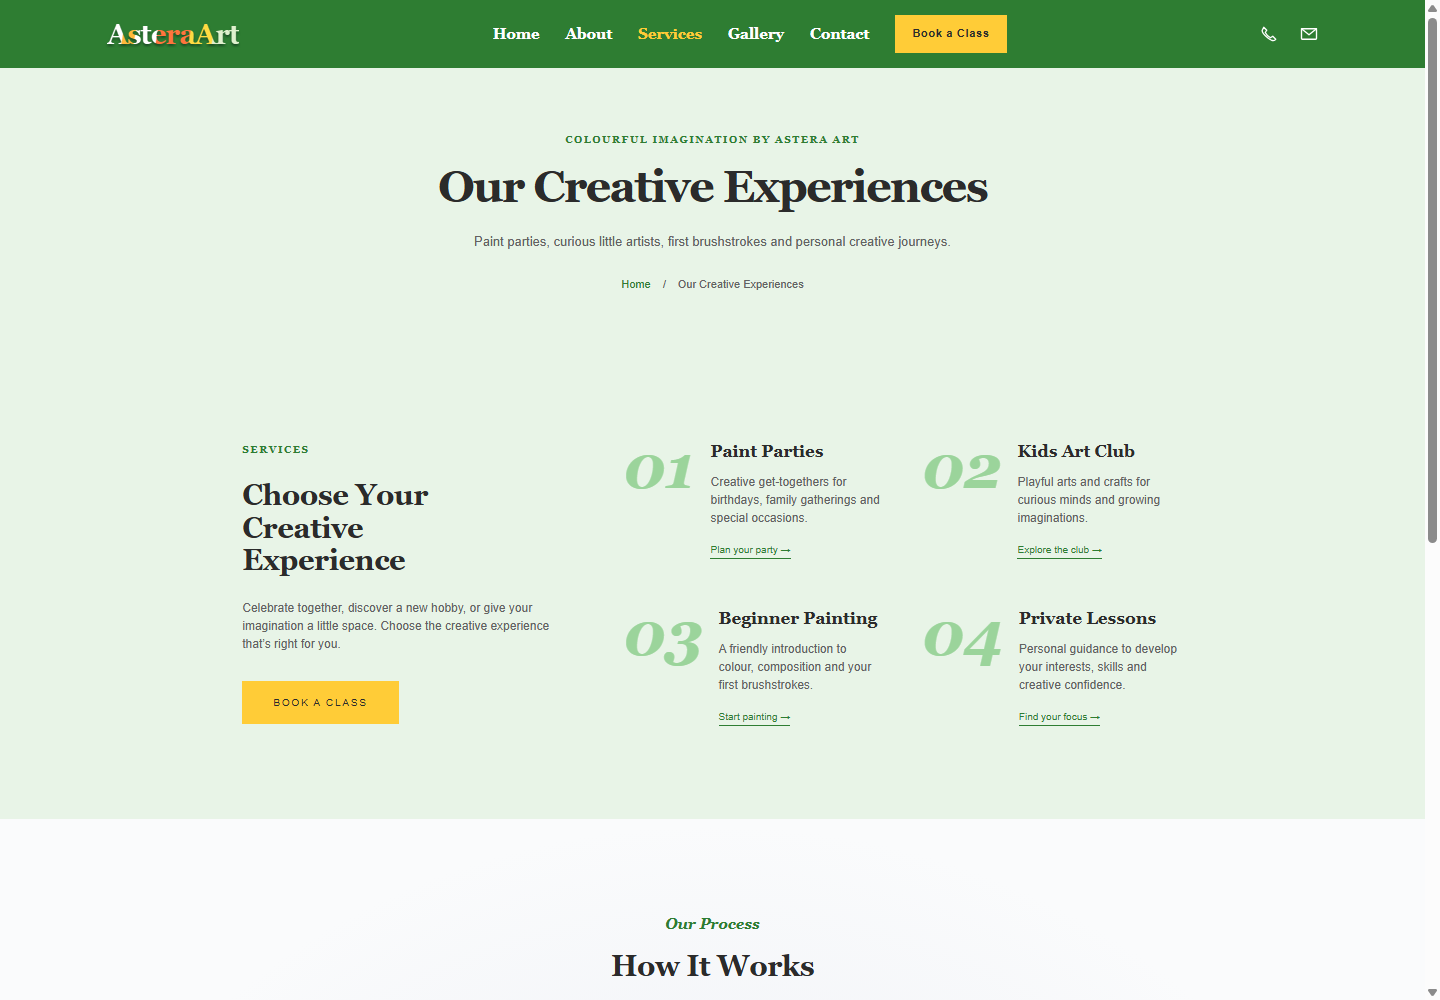 AsteraArt
Home
About
Services
Gallery
Contact
Book a Class
COLOURFUL IMAGINATION BY ASTERA ART
Our Creative Experiences
Paint parties, curious little artists, first brushstrokes and personal creative journeys.
Home / Our Creative Experiences
SERVICES
Choose Your
Creative
Experience
Celebrate together, discover a new hobby, or give your
imagination a little space. Choose the creative experience
that's right for you.
BOOK A CLASS
01
Paint Parties
Creative get-togethers for
birthdays, family gatherings and
special occasions.
Plan your party →
02
Kids Art Club
Playful arts and crafts for
curious minds and growing
imaginations.
Explore the club →
03
Beginner Painting
A friendly introduction to
colour, composition and your
first brushstrokes.
Start painting →
04
Private Lessons
Personal guidance to develop
your interests, skills and
creative confidence.
Find your focus →
Our Process
How It Works